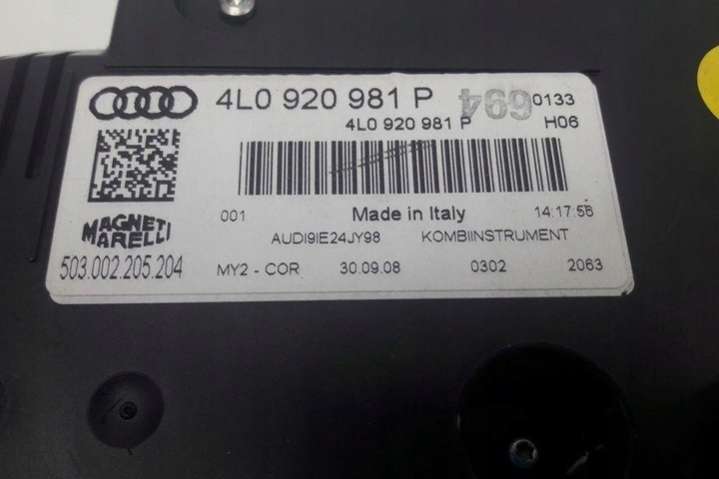 4L0 920 981 P 694 0133
4L0 920 981 P H06
001 Made in Italy 14:17:58
AUDI9IE24JY98 KOMBIINSTRUMENT
MAGNETI
MARELLI
503.002.205.204 MY2 - COR 30.09.08 0302 2063